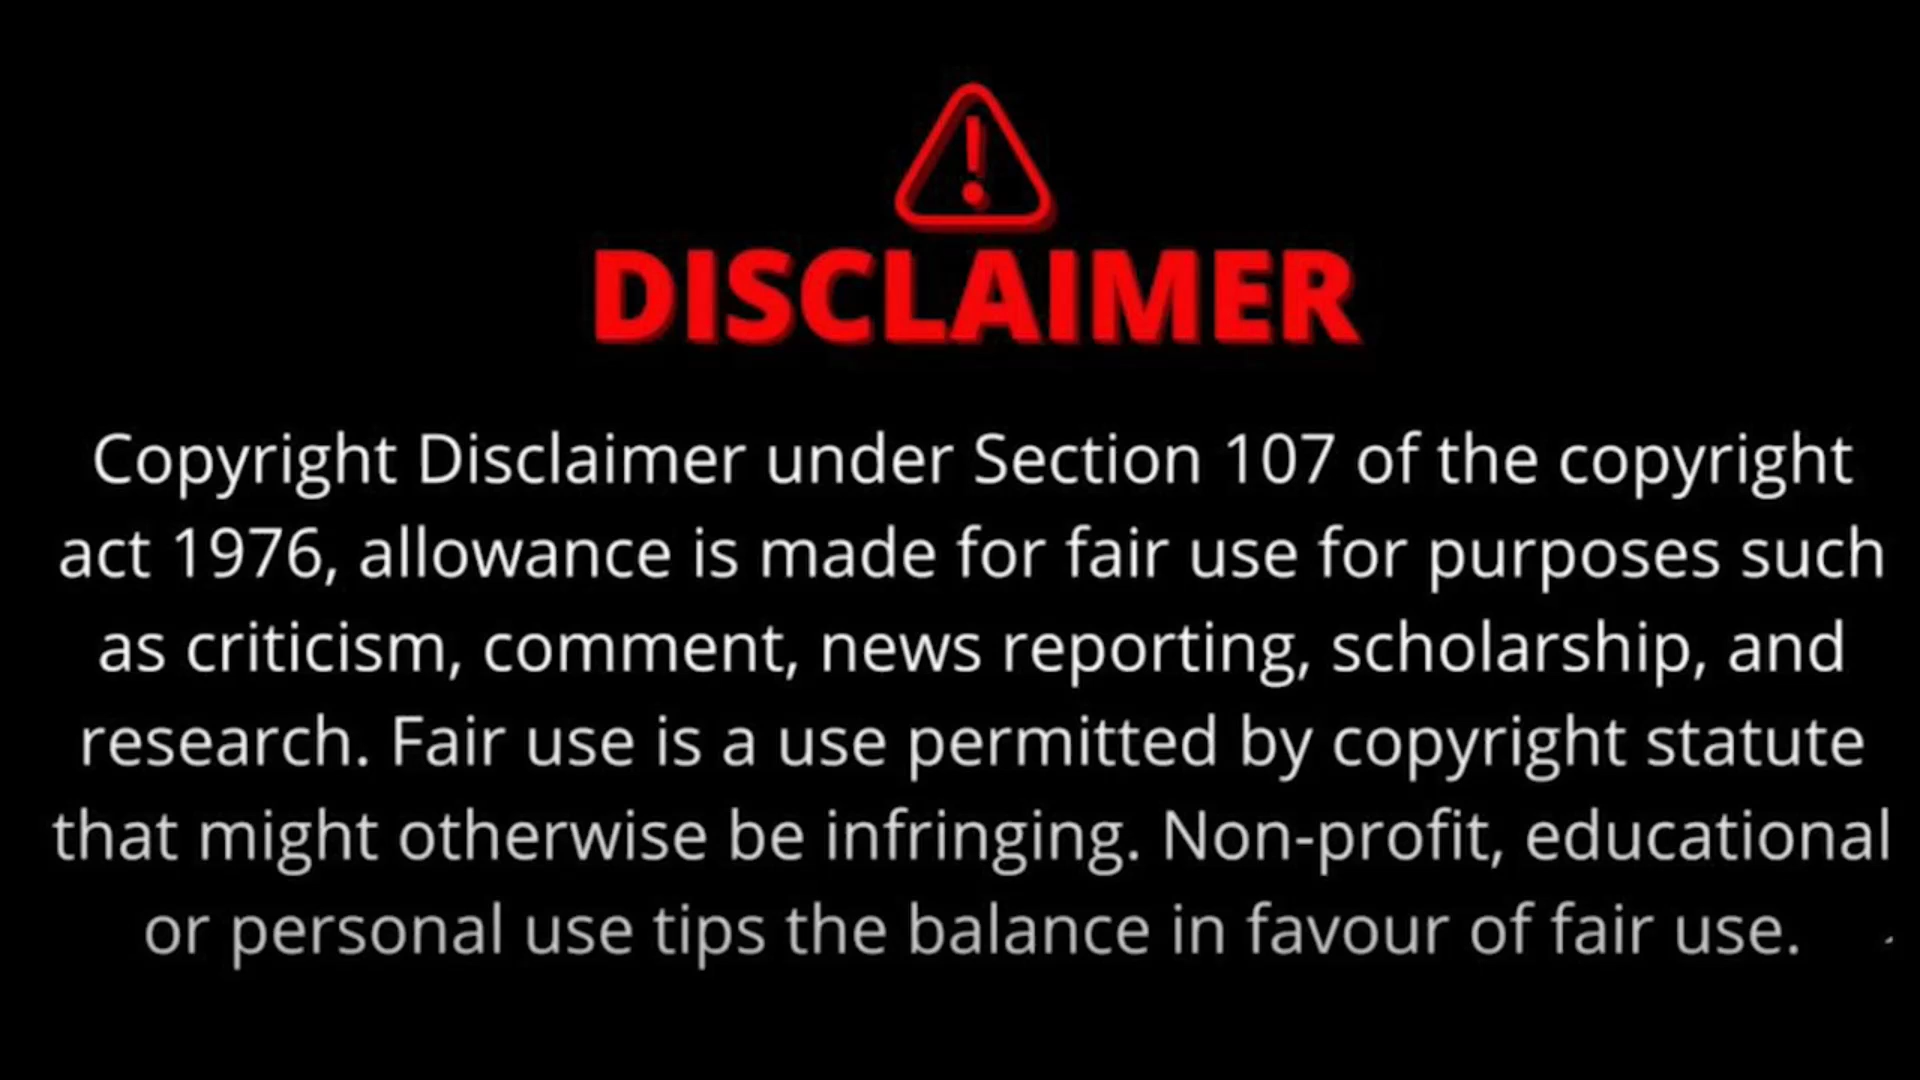 DISCLAIMER
Copyright Disclaimer under Section 107 of the copyright
act 1976, allowance is made for fair use for purposes such
as criticism, comment, news reporting, scholarship, and
research. Fair use is a use permitted by copyright statute
that might otherwise be infringing. Non-profit, educational
or personal use tips the balance in favour of fair use.